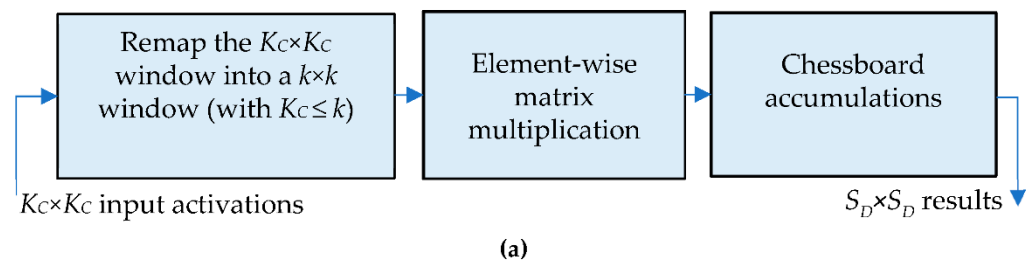 Remap the KC×KC
window into a k×k
window (with KC ≤ k)
Element-wise
matrix
multiplication
Chessboard
accumulations
KC×KC input activations
SD×SD results
(a)